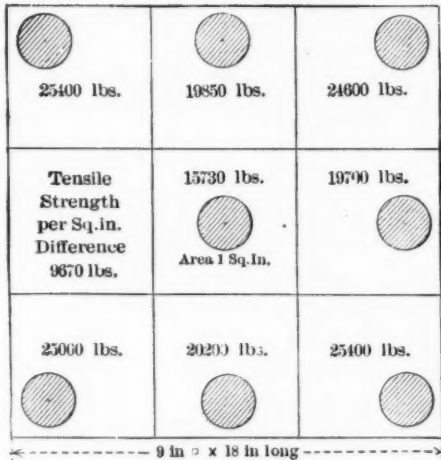 25400 lbs.
19850 lbs.
24600 lbs.
Tensile
Strength
per Sq.in.
Difference
9670 lbs.
15730 lbs.
Area 1 Sq.In.
19700 lbs.
lbs.
20200 lbs.
25400 lbs.
9 in □ x 18 in long